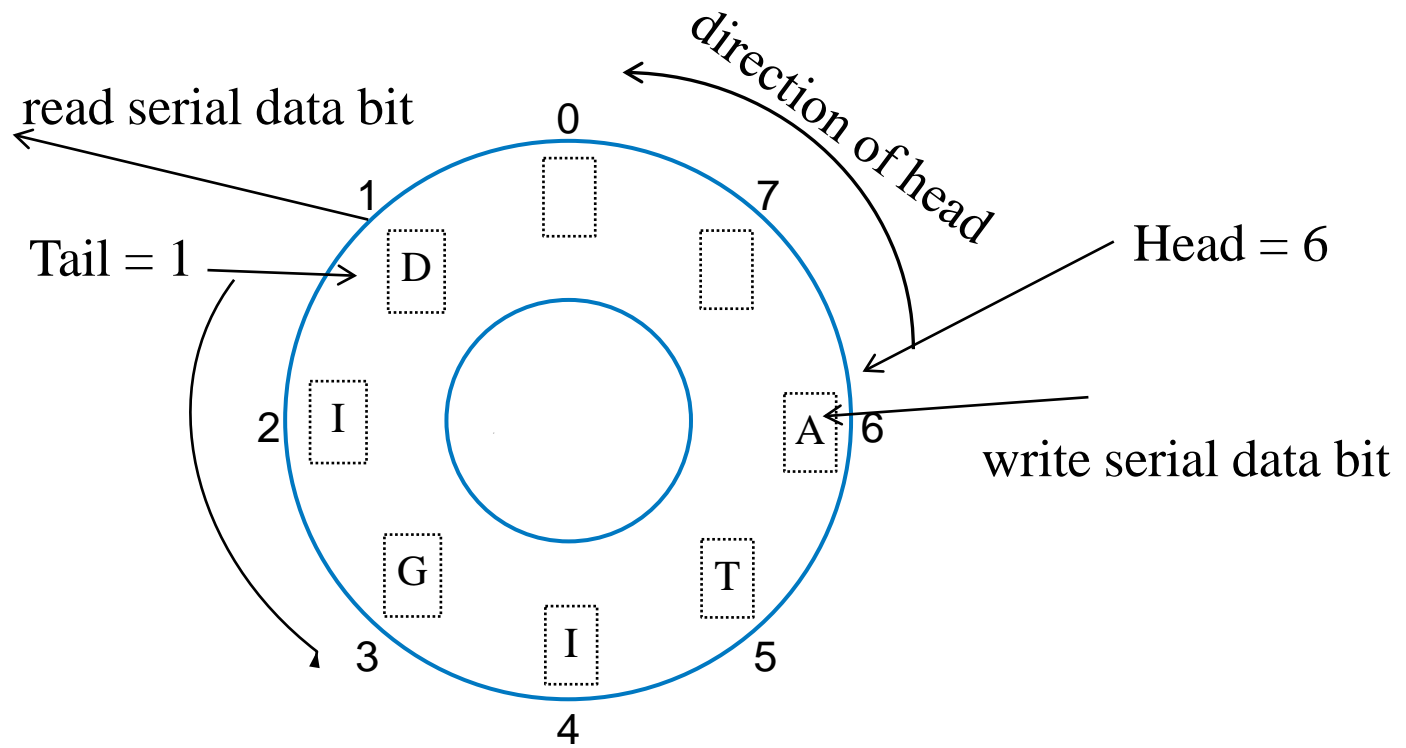 direction of head
read serial data bit
0
1
7
Tail = 1
D
Head = 6
2
I
A
6
write serial data bit
G
T
3
I
5
4